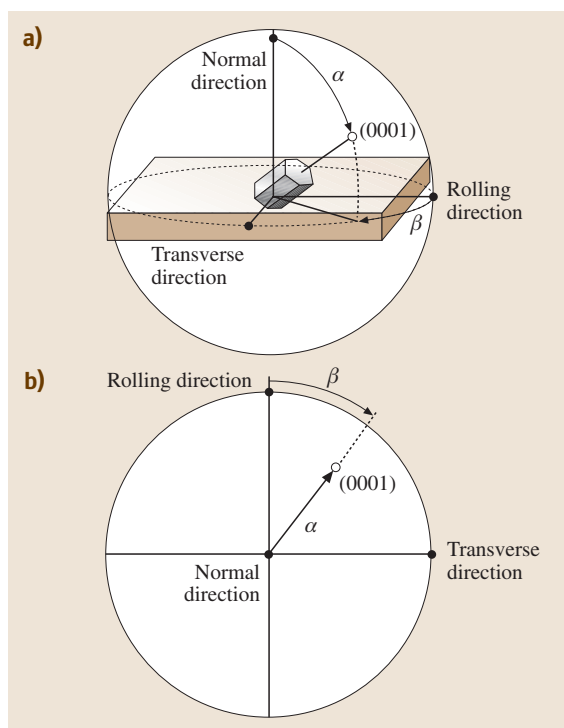 a)
Normal
direction
α
(0001)
Rolling
direction
β
Transverse
direction
b)
Rolling direction
β
(0001)
α
Normal
direction
Transverse
direction